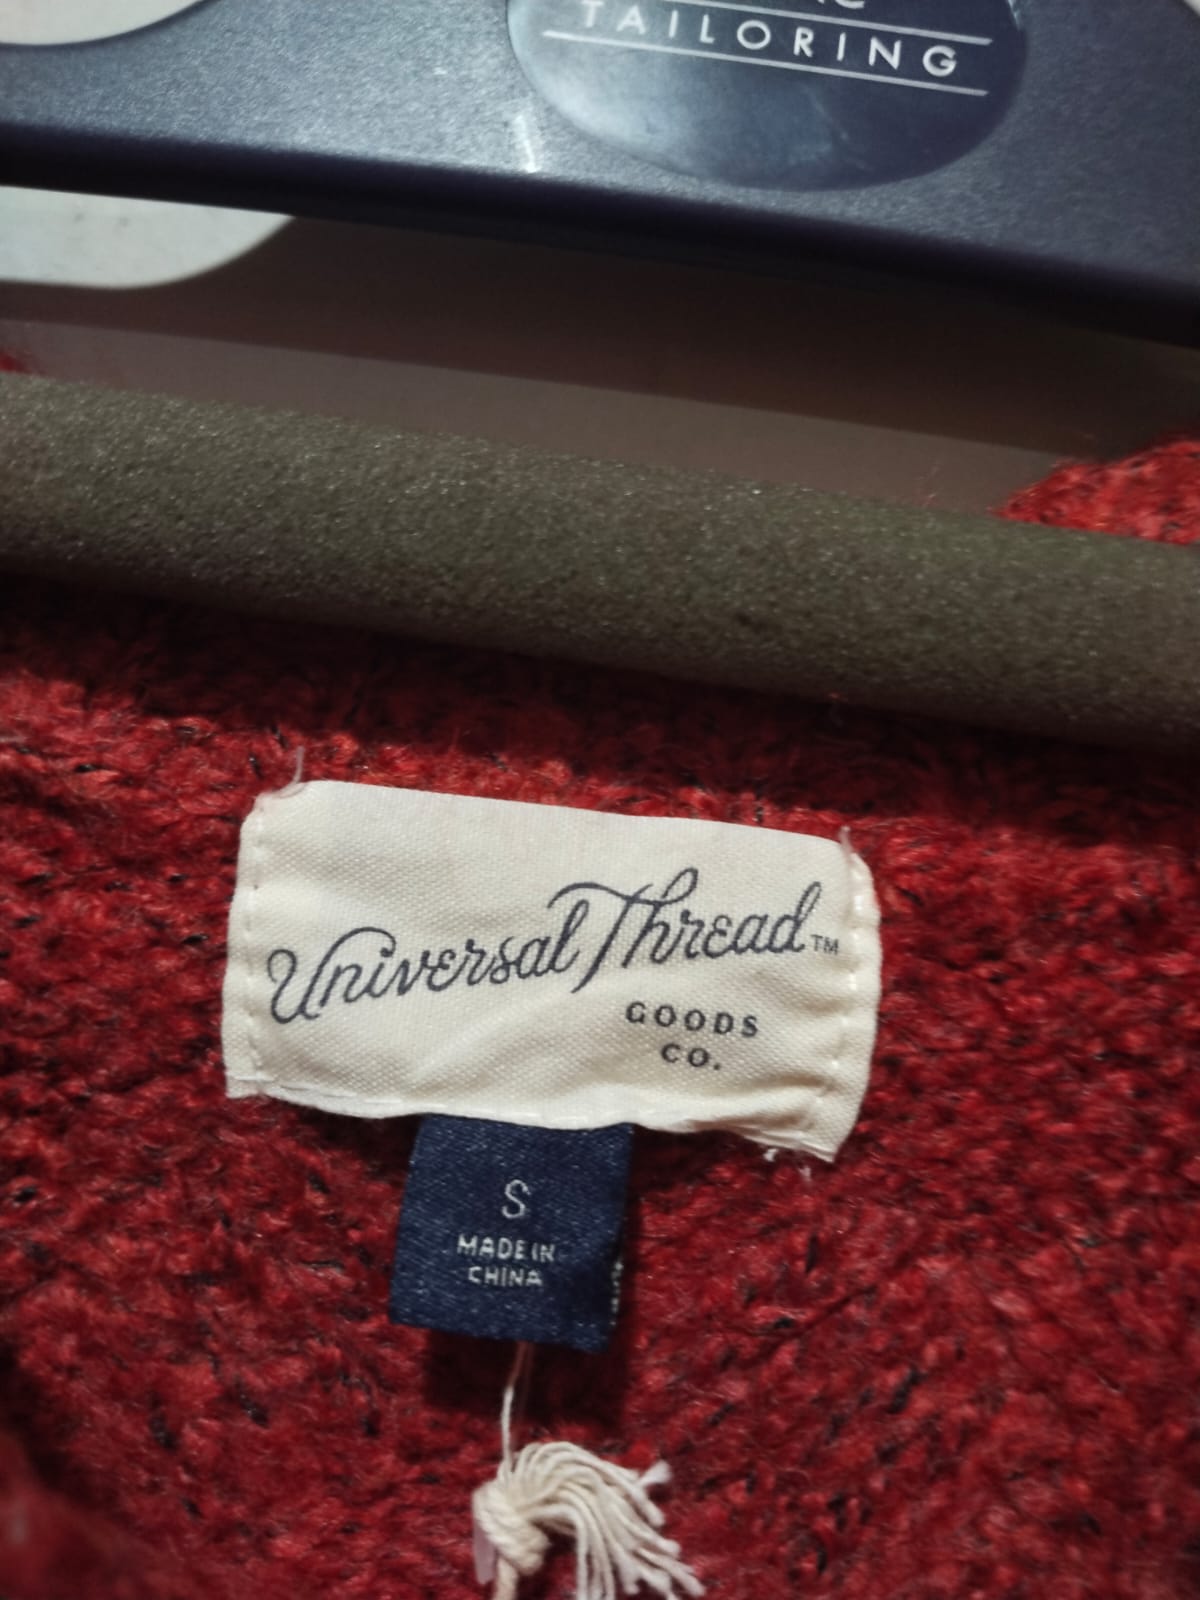 TAILORING
Universal Thread™
GOODS
CO.
S
MADE IN
CHINA